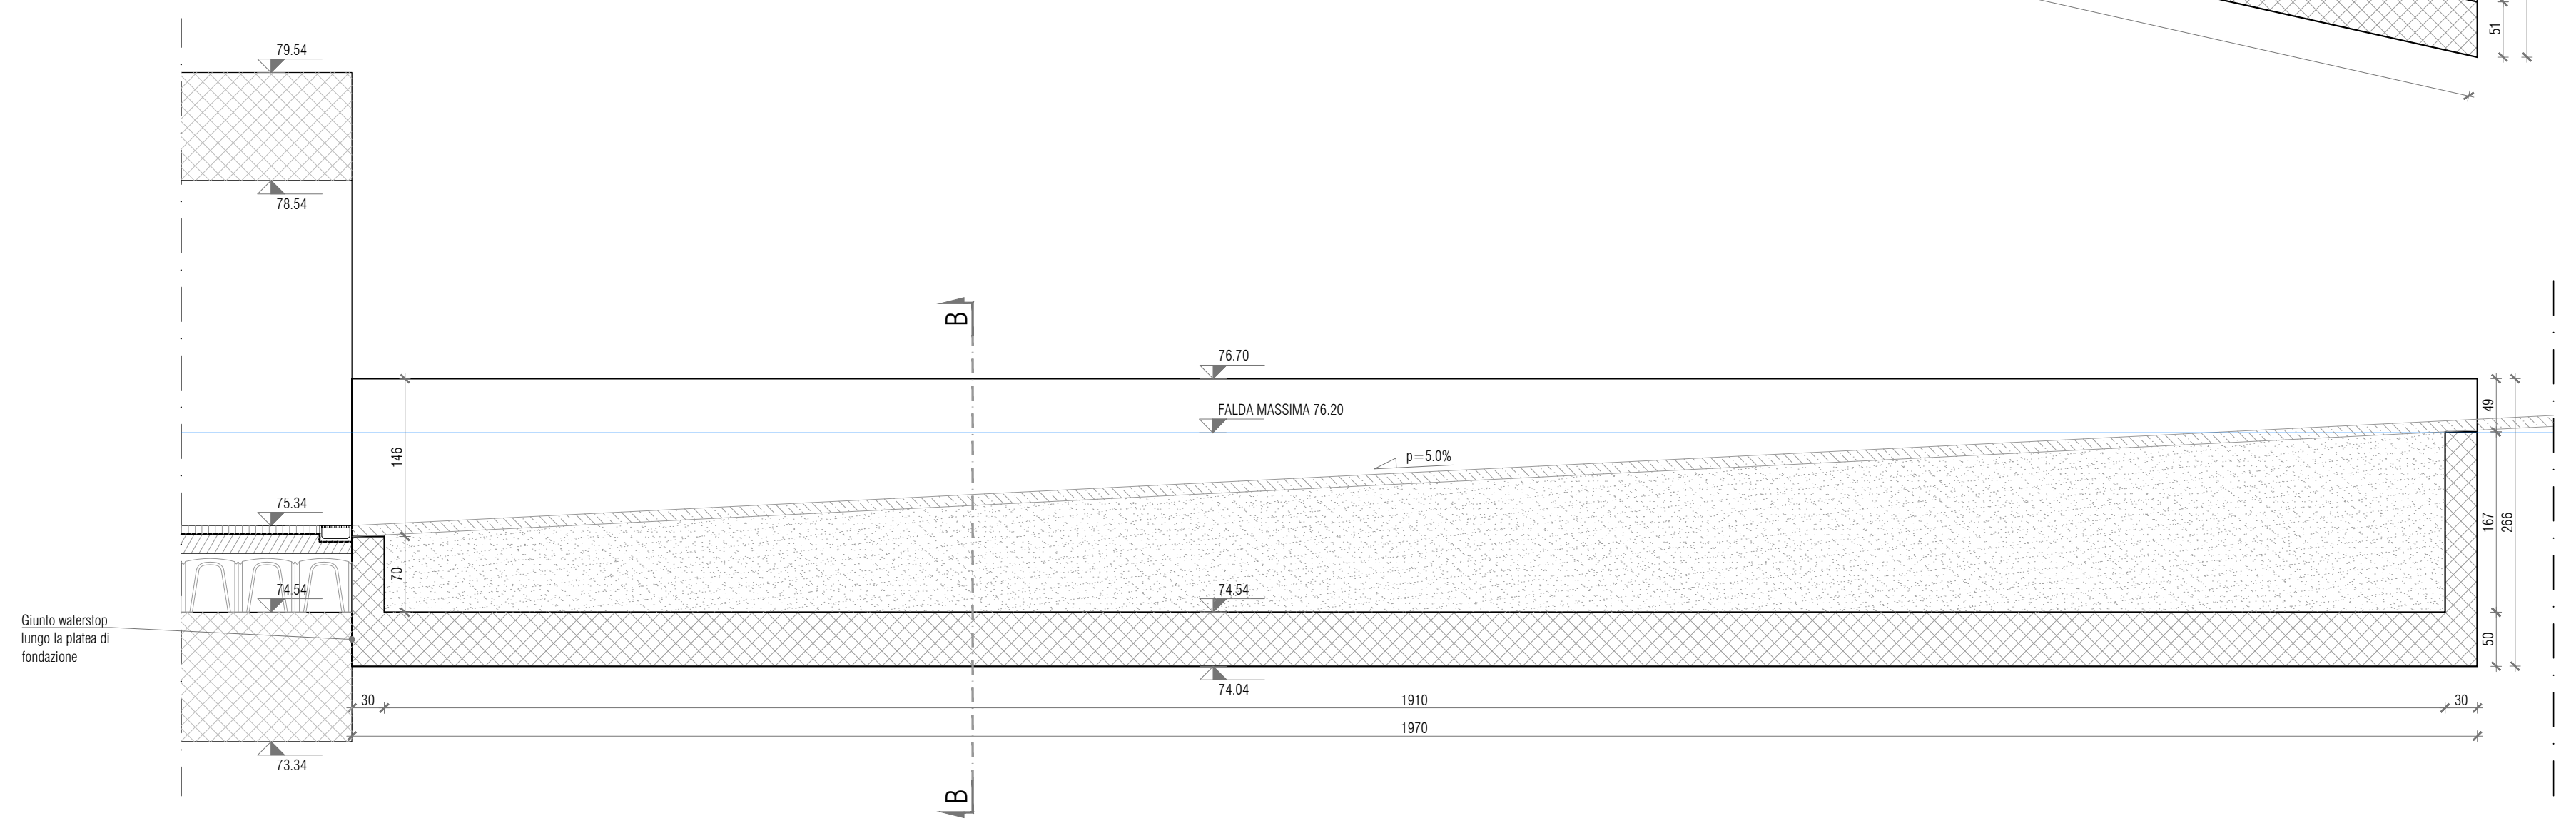 51
79.54
78.54
B
76.70
FALDA MASSIMA 76.20
49
146
p=5.0%
75.34
167
266
70
74.54
74.54
Giunto waterstop
lungo la platea di
fondazione
50
74.04
30
1910
30
1970
73.34
B